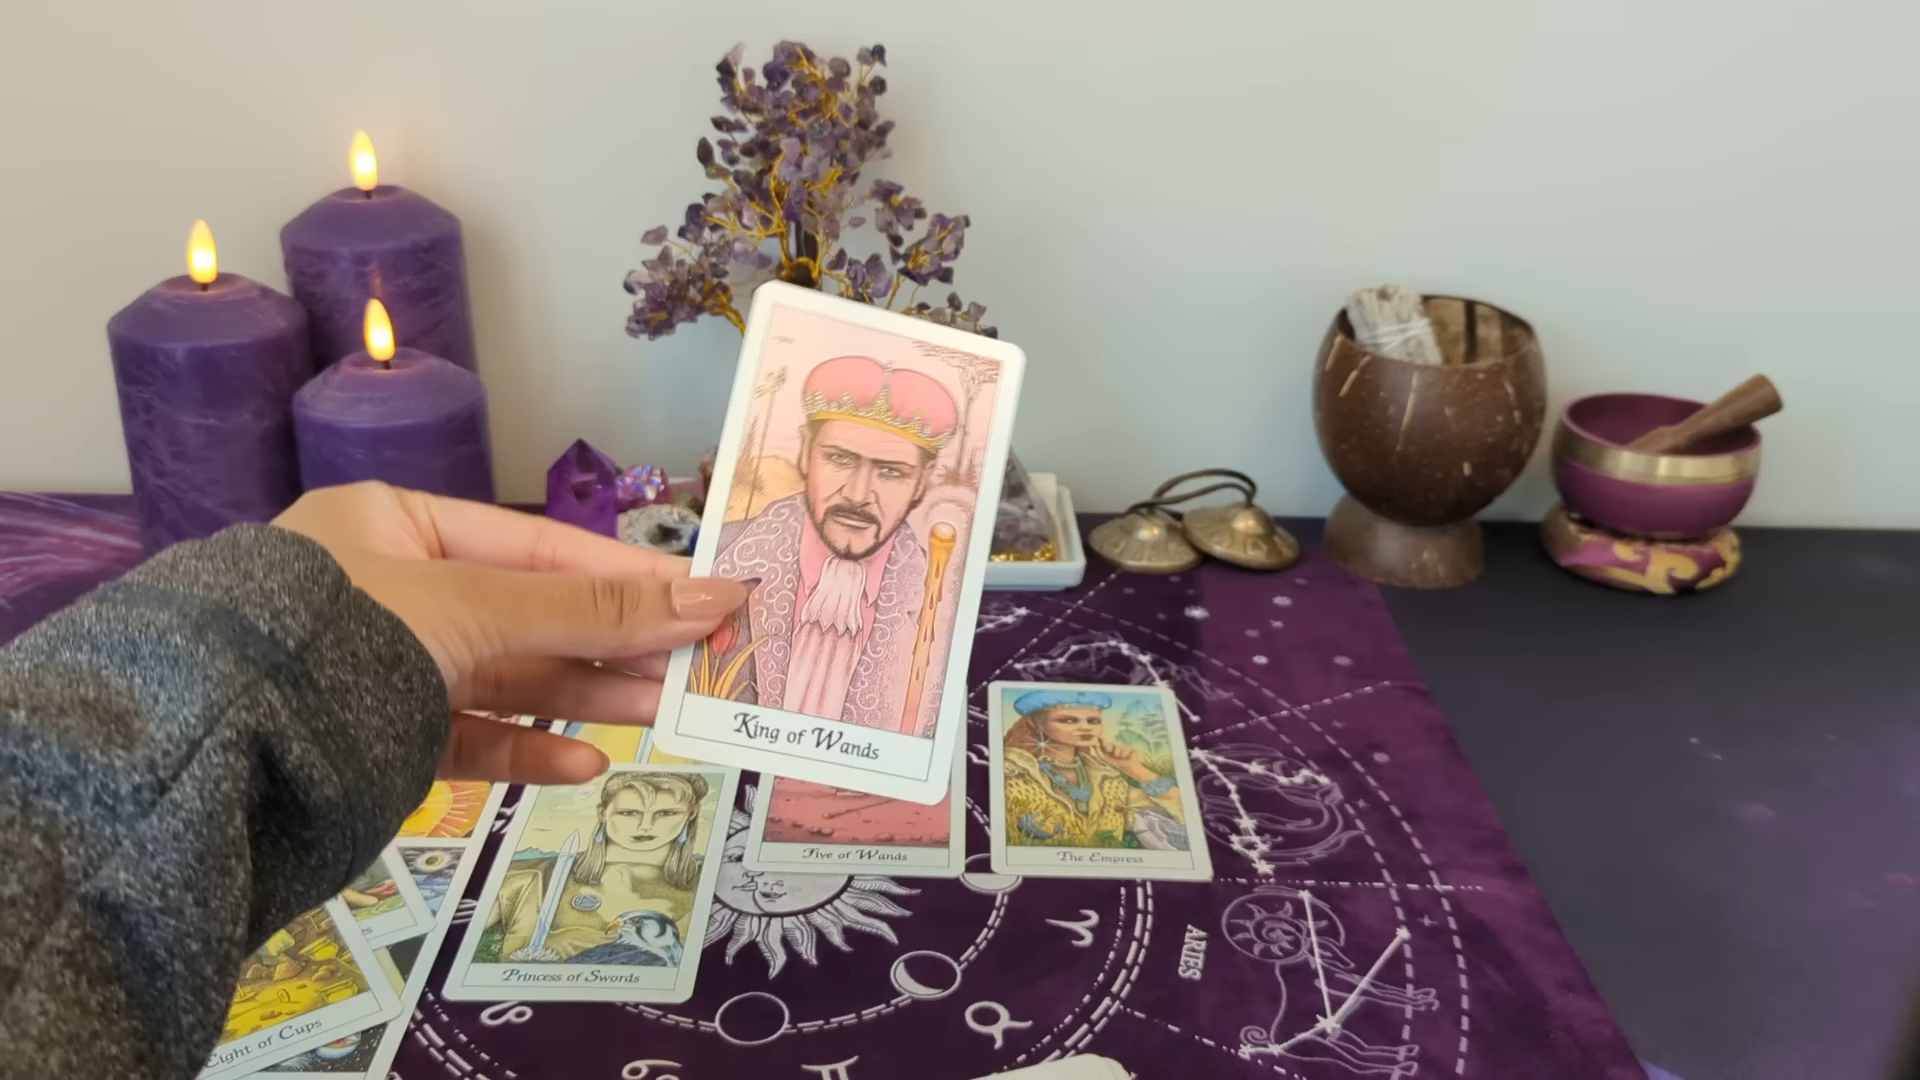 King of Wands
Five of Wands
The Empress
Princess of Swords
Eight of Cups
ARIES